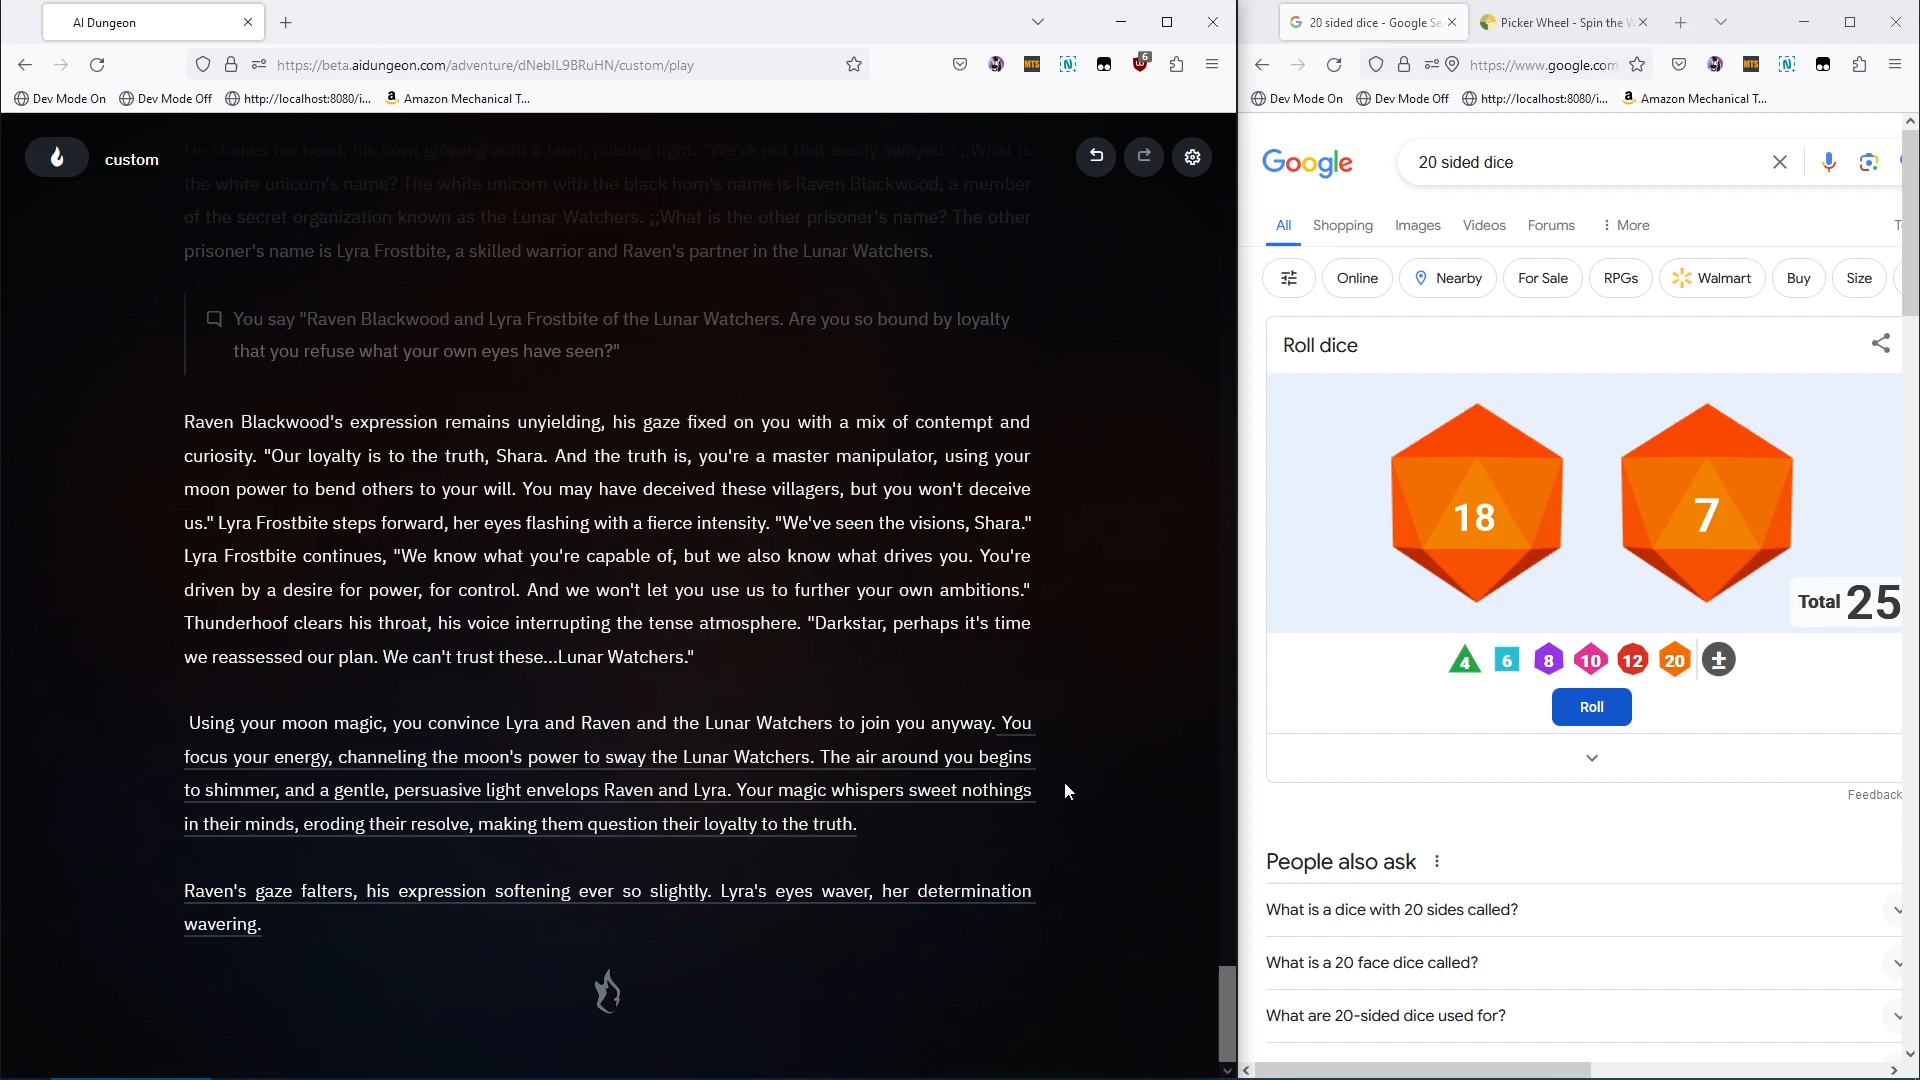 AI Dungeon
20 sided dice - Google Se
Picker Wheel - Spin the W
https://beta.aidungeon.com/adventure/dNebIL9BRuHN/custom/play
MTS
6
https://www.google.com
MTS
Dev Mode On
Dev Mode Off
http://localhost:8080/i...
a Amazon Mechanical T...
Dev Mode On
Dev Mode Off
http://localhost:8080/i...
a Amazon Mechanical T...
custom
He shakes his head, his horn glowing with a faint, pulsing light. "We're not that easily swayed." ;;What is
the white unicorn's name? The white unicorn with the black horn's name is Raven Blackwood, a member
of the secret organization known as the Lunar Watchers. ;;What is the other prisoner's name? The other
prisoner's name is Lyra Frostbite, a skilled warrior and Raven's partner in the Lunar Watchers.
You say "Raven Blackwood and Lyra Frostbite of the Lunar Watchers. Are you so bound by loyalty
that you refuse what your own eyes have seen?"
Raven Blackwood's expression remains unyielding, his gaze fixed on you with a mix of contempt and
curiosity. "Our loyalty is to the truth, Shara. And the truth is, you're a master manipulator, using your
moon power to bend others to your will. You may have deceived these villagers, but you won't deceive
us." Lyra Frostbite steps forward, her eyes flashing with a fierce intensity. "We've seen the visions, Shara."
Lyra Frostbite continues, "We know what you're capable of, but we also know what drives you. You're
driven by a desire for power, for control. And we won't let you use us to further your own ambitions."
Thunderhoof clears his throat, his voice interrupting the tense atmosphere. "Darkstar, perhaps it's time
we reassessed our plan. We can't trust these...Lunar Watchers."
Using your moon magic, you convince Lyra and Raven and the Lunar Watchers to join you anyway. You
focus your energy, channeling the moon's power to sway the Lunar Watchers. The air around you begins
to shimmer, and a gentle, persuasive light envelops Raven and Lyra. Your magic whispers sweet nothings
in their minds, eroding their resolve, making them question their loyalty to the truth.
Raven's gaze falters, his expression softening ever so slightly. Lyra's eyes waver, her determination
wavering.
Google
20 sided dice
All
Shopping
Images
Videos
Forums
More
T
Online
Nearby
For Sale
RPGs
Walmart
Buy
Size
Roll dice
18
7
Total 25
4
6
8
10
12
20
±
Roll
Feedback
People also ask
What is a dice with 20 sides called?
What is a 20 face dice called?
What are 20-sided dice used for?